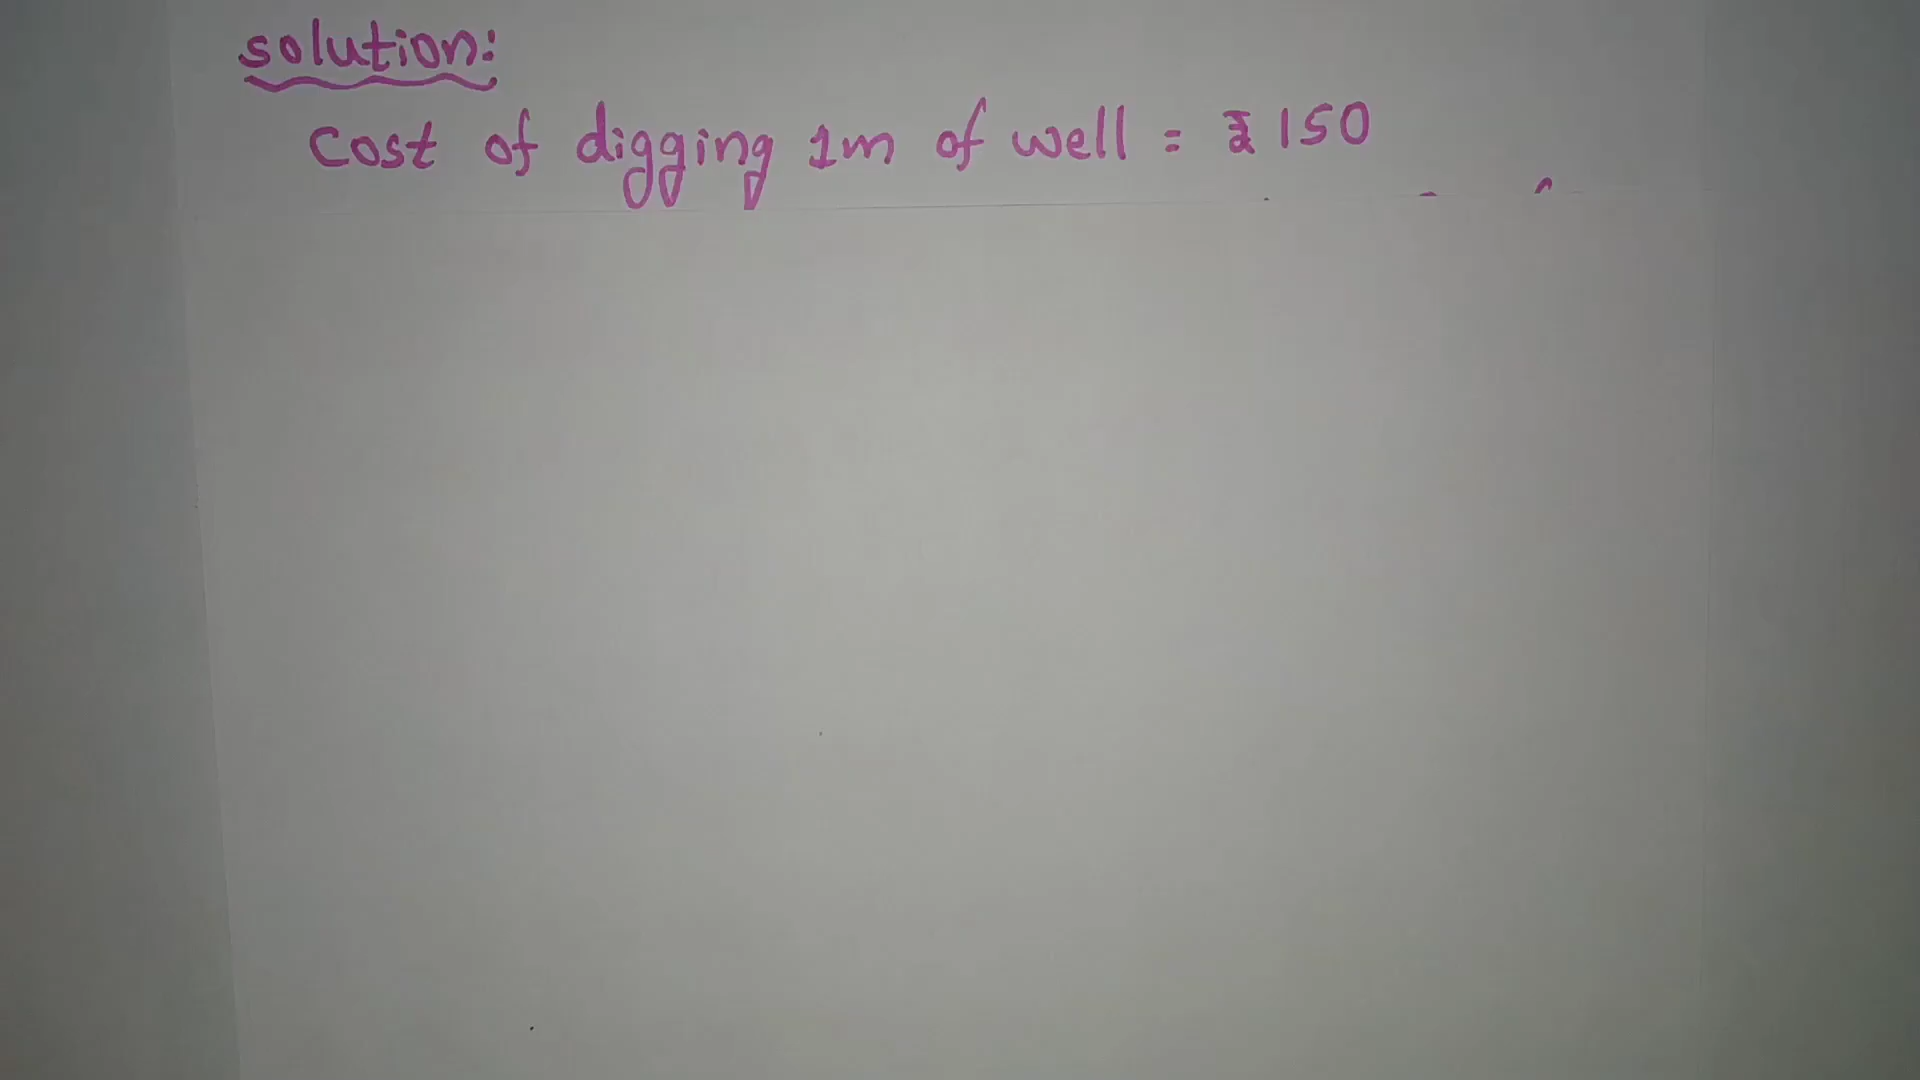 solution:
cost of digging 1m of well = ₹ 150